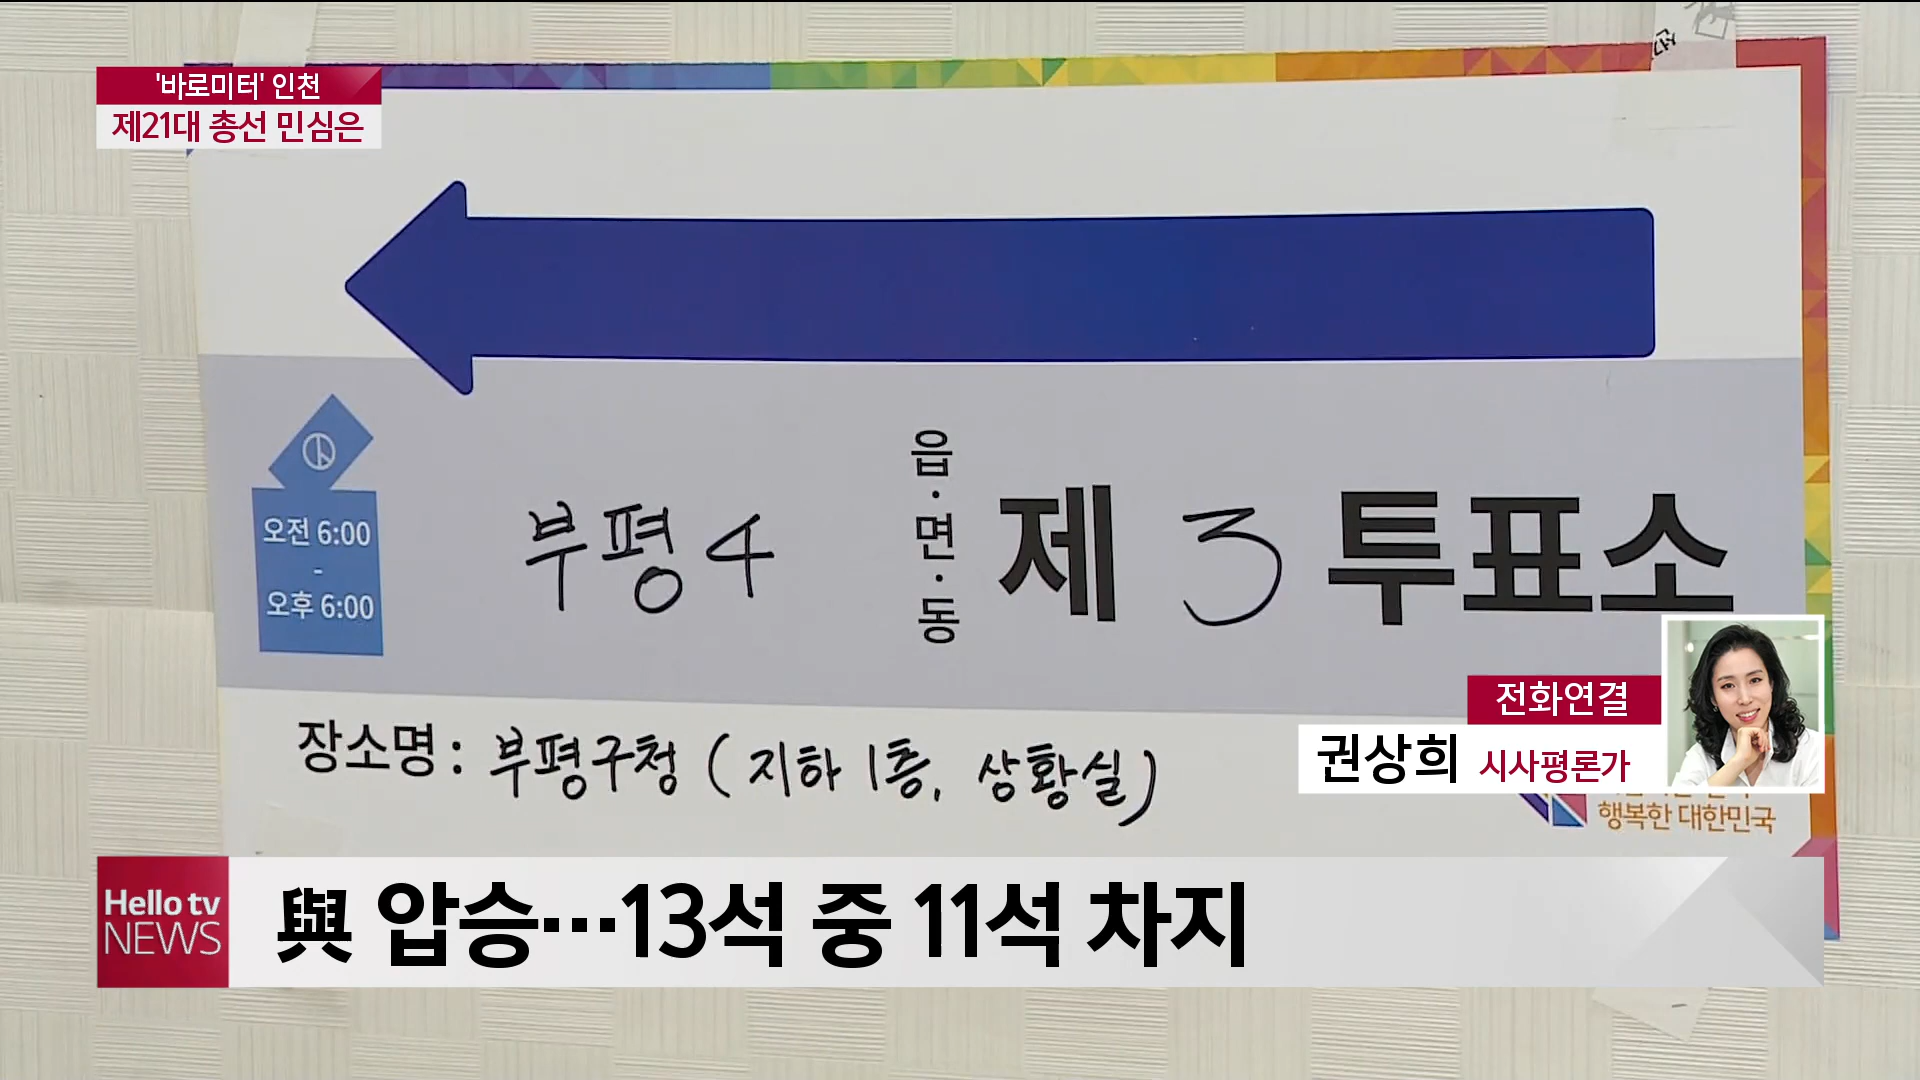 '바로미터' 인천
제21대 총선 민심은
오전 6:00
-
오후 6:00
부평4
읍·면·동
제 3 투표소
장소명: 부평구청 (지하1층, 상황실)
전화연결
권상희 시사평론가
행복한 대한민국
Hello tv
NEWS
與 압승…13석 중 11석 차지